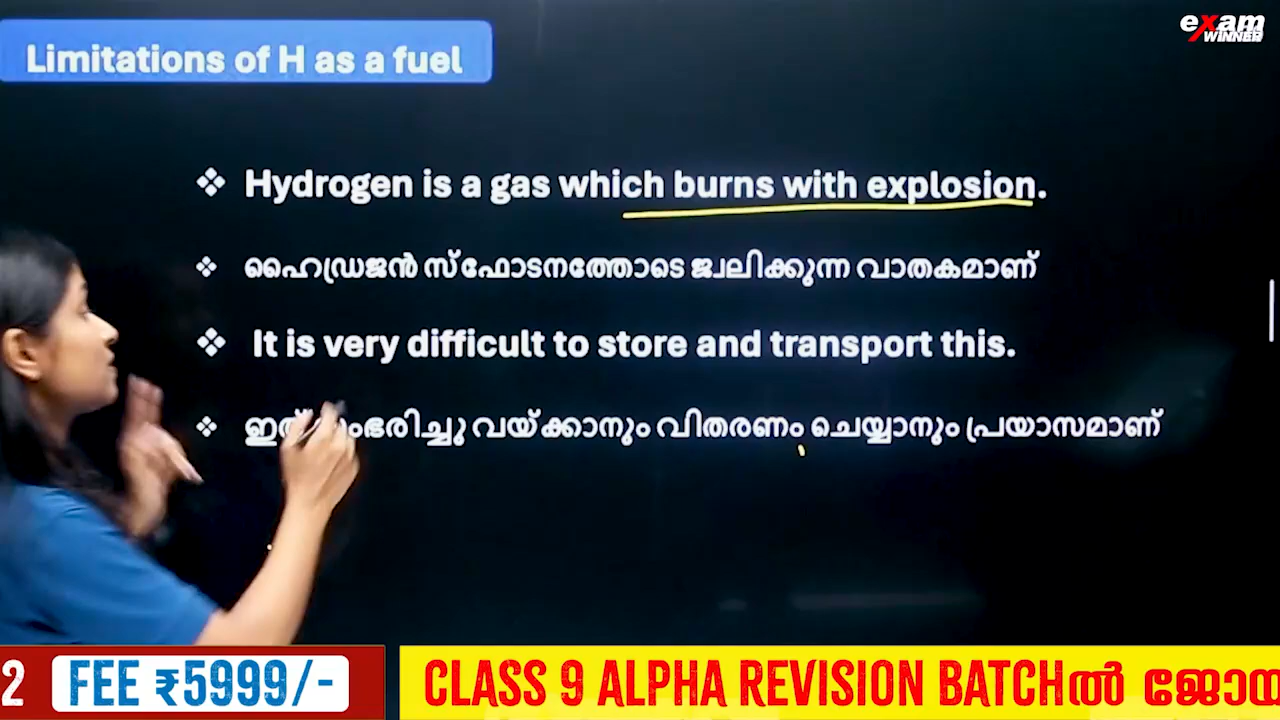 exam
WINNER
Limitations of H as a fuel
❖ Hydrogen is a gas which burns with explosion.
❖ ഹൈഡ്രജൻ സ്ഫോടനത്തോടെ ജ്വലിക്കുന്ന വാതകമാണ്
❖ It is very difficult to store and transport this.
❖ വയ്ക്കാനും വിതരണം ചെയ്യാനും പ്രയാസമാണ്
2 FEE ₹5999/- CLASS 9 ALPHA REVISION BATCHൽ